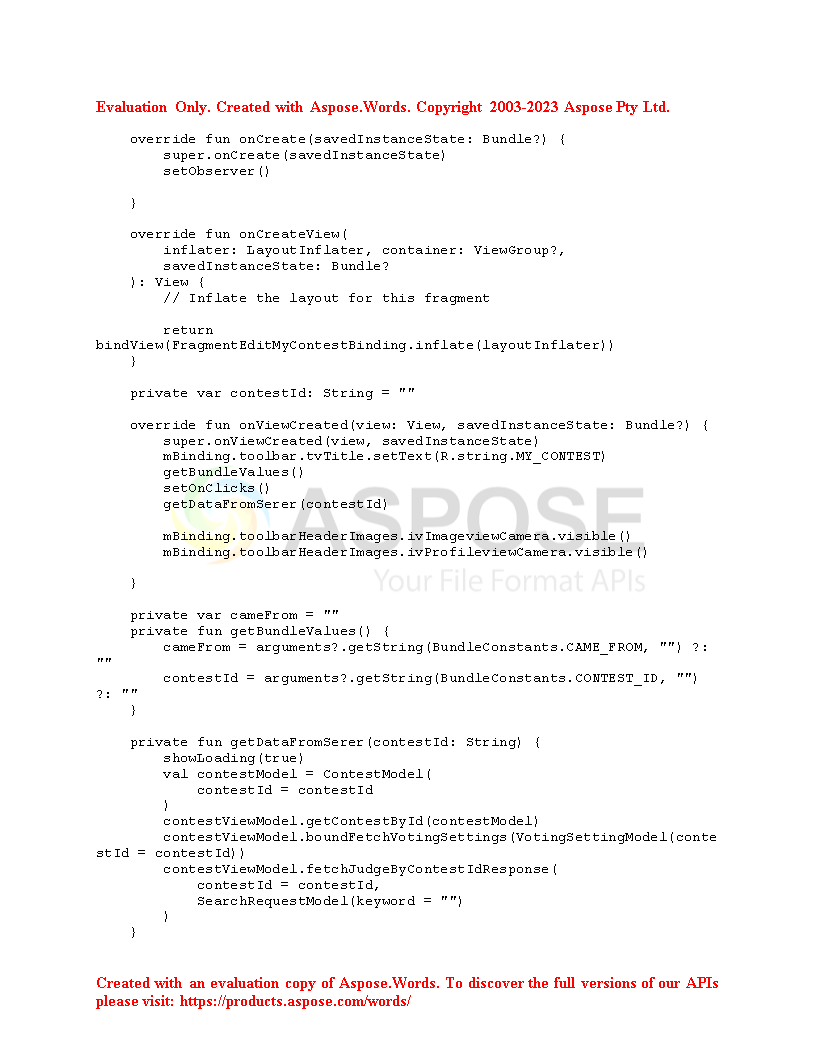 Evaluation Only. Created with Aspose.Words. Copyright 2003-2023 Aspose Pty Ltd.
override fun onCreate(savedInstanceState: Bundle?) {
super.onCreate(savedInstanceState)
setObserver()
}
override fun onCreateView(
inflater: LayoutInflater, container: ViewGroup?,
savedInstanceState: Bundle?
): View {
// Inflate the layout for this fragment
return
bindView(FragmentEditMyContestBinding.inflate(layoutInflater))
}
private var contestId: String = ""
override fun onViewCreated(view: View, savedInstanceState: Bundle?) {
super.onViewCreated(view, savedInstanceState)
mBinding.toolbar.tvTitle.setText(R.string.MY_CONTEST)
getBundleValues()
setOnClicks()
getDataFromSerer(contestId)
ASPOSE
mBinding.toolbarHeaderImages.ivImageviewCamera.visible()
mBinding.toolbarHeaderImages.ivProfileviewCamera.visible()
Your File Format APIs
}
private var cameFrom = ""
private fun getBundleValues() {
cameFrom = arguments?.getString(BundleConstants.CAME_FROM, "") ?:
""
contestId = arguments?.getString(BundleConstants.CONTEST_ID, "")
?: ""
}
private fun getDataFromSerer(contestId: String) {
showLoading(true)
val contestModel = ContestModel(
contestId = contestId
)
contestViewModel.getContestById(contestModel)
contestViewModel.boundFetchVotingSettings(VotingSettingModel(conte
stId = contestId))
contestViewModel.fetchJudgeByContestIdResponse(
contestId = contestId,
SearchRequestModel(keyword = "")
)
}
Created with an evaluation copy of Aspose.Words. To discover the full versions of our APIs
please visit: https://products.aspose.com/words/